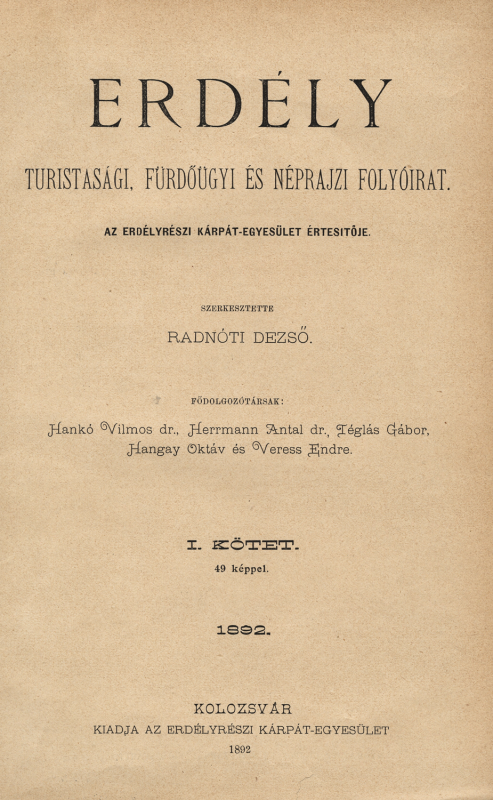 ERDÉLY
TURISTASÁGI, FÜRDŐÜGYI ÉS NÉPRAJZI FOLYÓIRAT.
AZ ERDÉLYRÉSZI KÁRPÁT-EGYESÜLET ÉRTESITŐJE.
SZERKESZTETTE
RADNÓTI DEZSŐ.
FŐDOLGOZÓTÁRSAK:
Hankó Vilmos dr., Herrmann Antal dr., Téglás Gábor,
Hangay Oktáv és Veress Endre.
I. KÖTET.
49 képpel.
1892.
KOLOZSVÁR
KIADJA AZ ERDÉLYRÉSZI KÁRPÁT-EGYESÜLET
1892